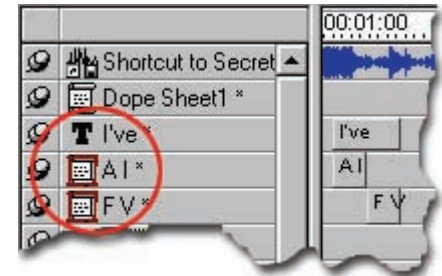 00:01:00
Shortcut to Secret
Dope Sheet1 *
T I've *
I've
A I *
A I
F V *
F V